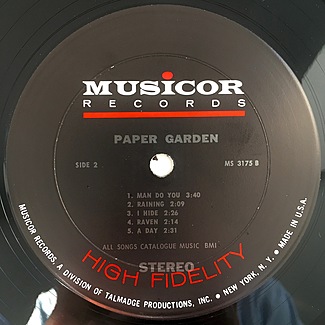 MUSICOR
RECORDS
PAPER GARDEN
SIDE 2
MS 3175 B
1. MAN DO YOU 3:40
2. RAINING 2:09
3. I HIDE 2:26
4. RAVEN 2:14
5. A DAY 2:31
ALL SONGS CATALOGUE MUSIC BMI
STEREO
HIGH FIDELITY
MUSICOR RECORDS, A DIVISION OF TALMADGE PRODUCTIONS, INC. • NEW YORK, N. Y. • MADE IN U.S.A.